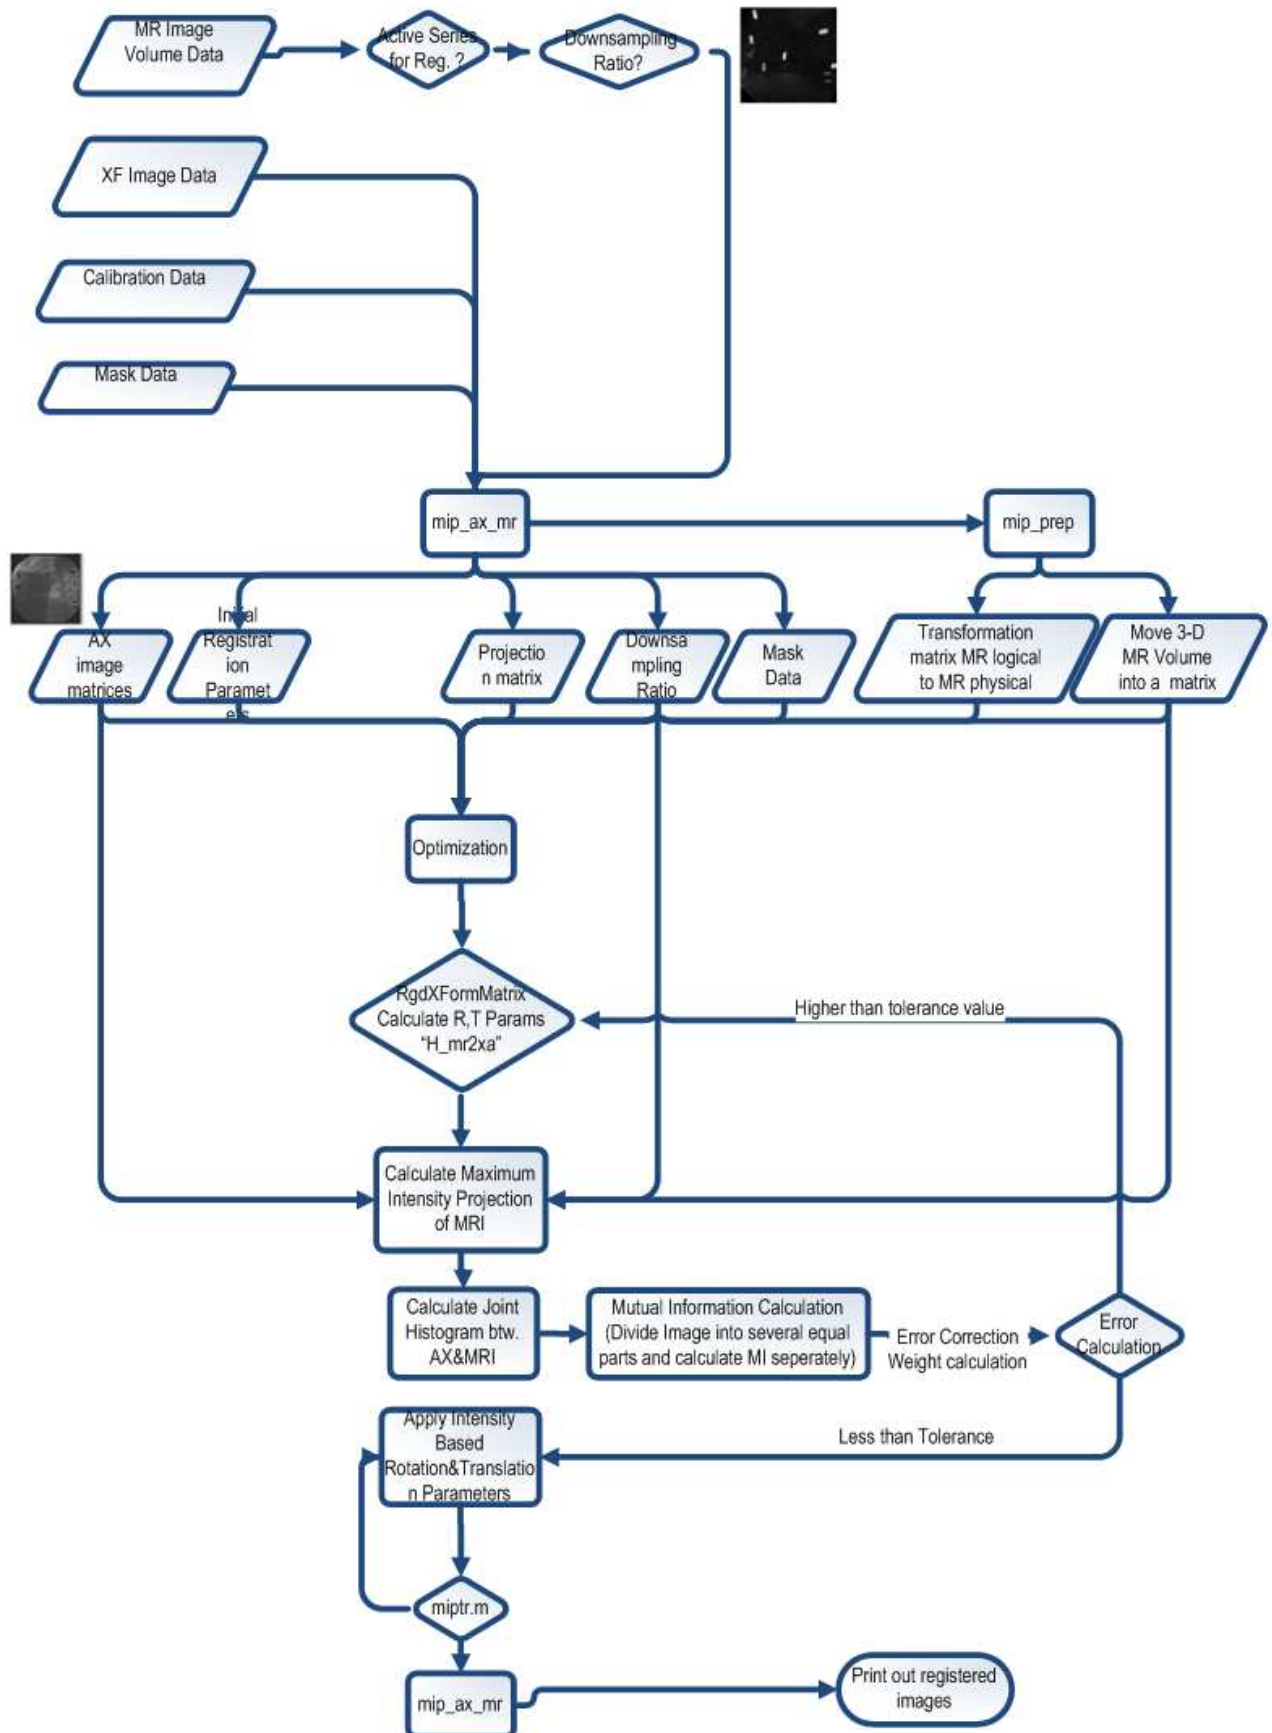 MR Image
Volume Data
Active Series
for Reg. ?
Downsampling
Ratio?
XF Image Data
Calibration Data
Mask Data
mip_ax_mr
mip_prep
AX
image
matrices
Initial
Registrat
ion
Paramet
ers
Projectio
n matrix
Downsa
mpling
Ratio
Mask
Data
Transformation
matrix MR logical
to MR physical
Move 3-D
MR Volume
into a matrix
Optimization
RgdXFormMatrix
Calculate R,T Params
“H_mr2xa”
Higher than tolerance value
Calculate Maximum
Intensity Projection
of MRI
Calculate Joint
Histogram btw.
AX&MRI
Mutual Information Calculation
(Divide Image into several equal
parts and calculate MI seperately)
Error Correction
Weight calculation
Error
Calculation
Less than Tolerance
Apply Intensity
Based
Rotation&Translatio
n Parameters
miptr.m
mip_ax_mr
Print out registered
images